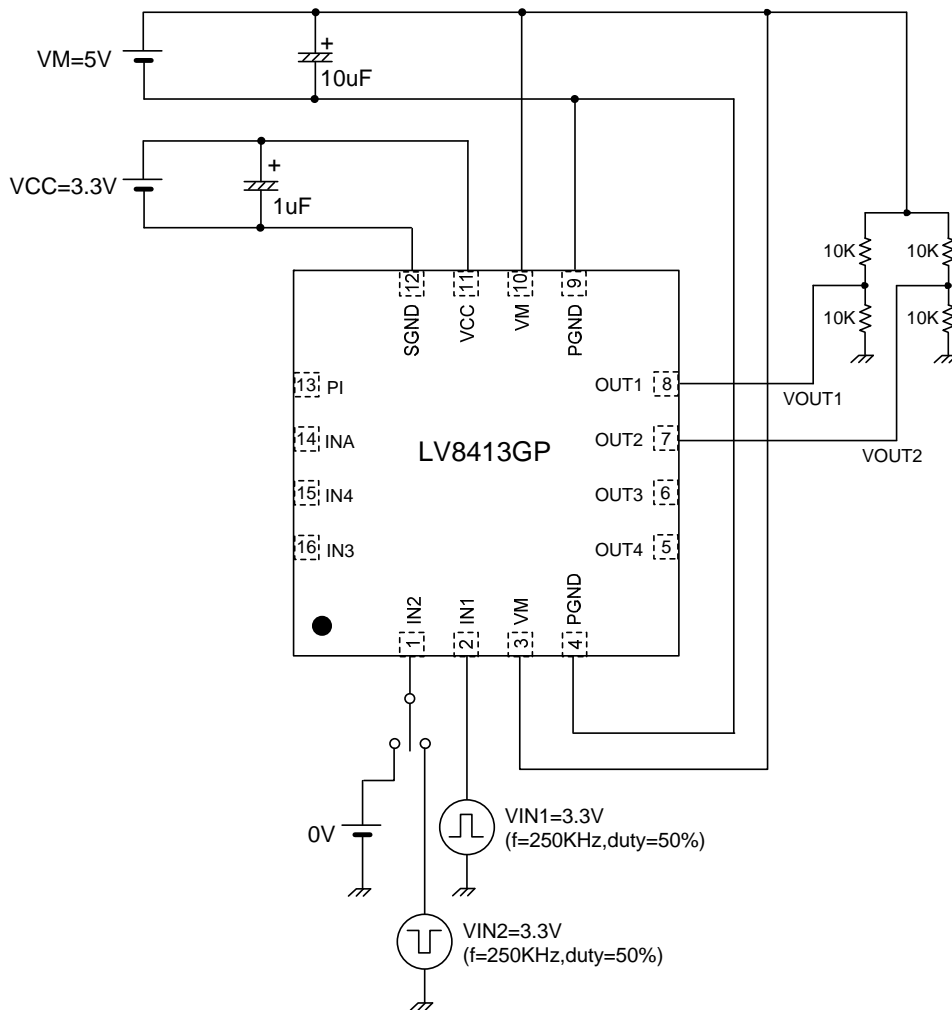 +
VM=5V
10uF
+
VCC=3.3V
1uF
10K 10K
10K 10K
12 11 10 9
SGND VCC VM PGND
13 PI
OUT1 8
VOUT1
14 INA
LV8413GP
OUT2 7
VOUT2
15 IN4
OUT3 6
16 IN3
OUT4 5
IN2 IN1 VM PGND
1 2 3 4
0V
VIN1=3.3V
(f=250KHz,duty=50%)
VIN2=3.3V
(f=250KHz,duty=50%)